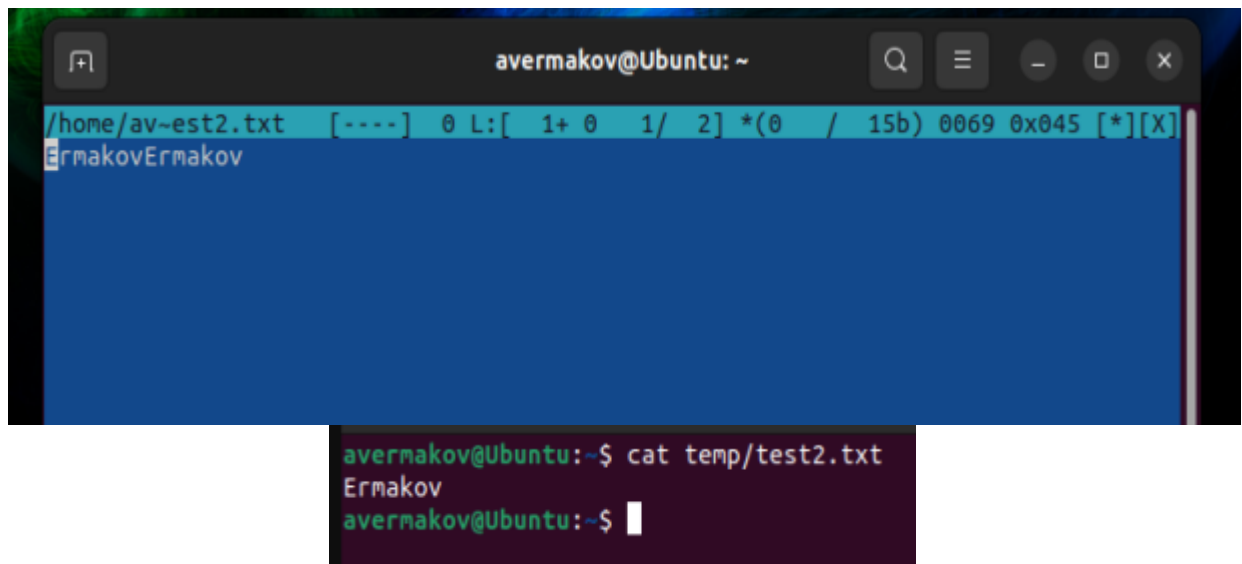 avermakov@Ubuntu: ~
/home/av~est2.txt [----] 0 L:[ 1+ 0 1/ 2] *(0 / 15b) 0069 0x045 [*][X]
ErmakovErmakov
avermakov@Ubuntu:~$ cat temp/test2.txt
Ermakov
avermakov@Ubuntu:~$